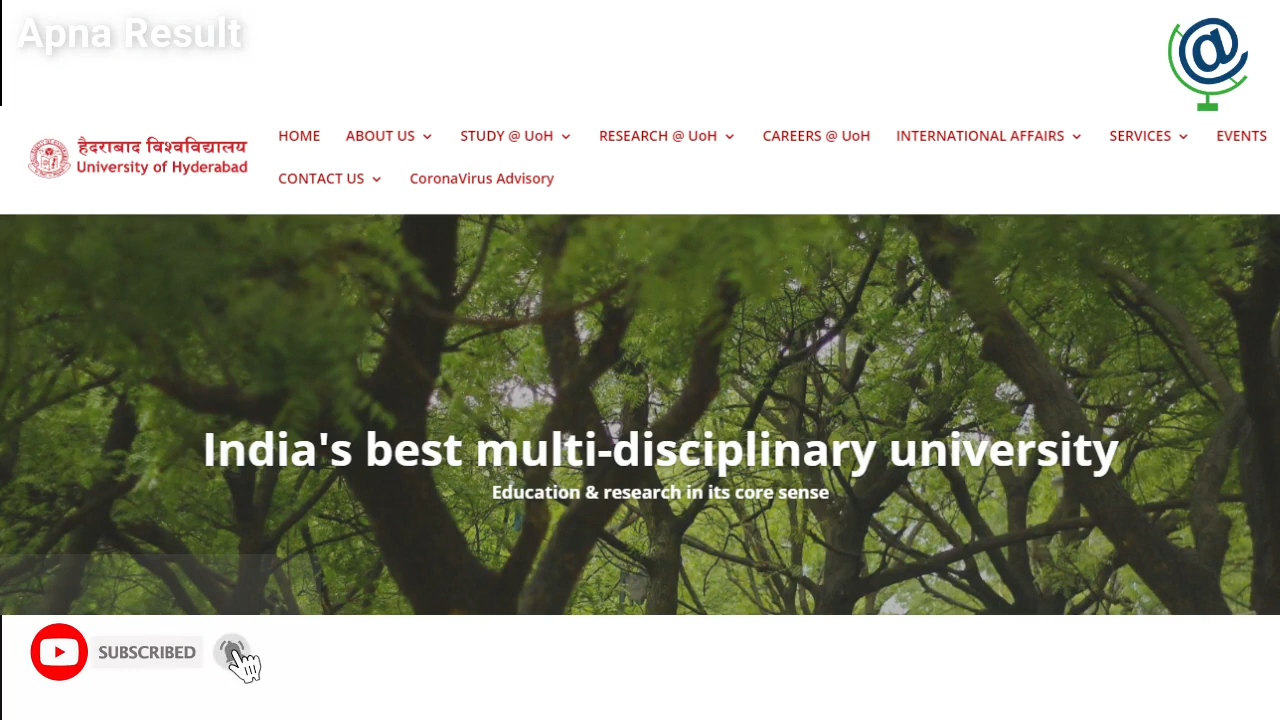 Apna Result
हैदराबाद विश्वविद्यालय
University of Hyderabad
HOME ABOUT US STUDY @ UoH RESEARCH @ UoH CAREERS @ UoH INTERNATIONAL AFFAIRS SERVICES EVENTS
CONTACT US CoronaVirus Advisory
India's best multi-disciplinary university
Education & research in its core sense
SUBSCRIBED